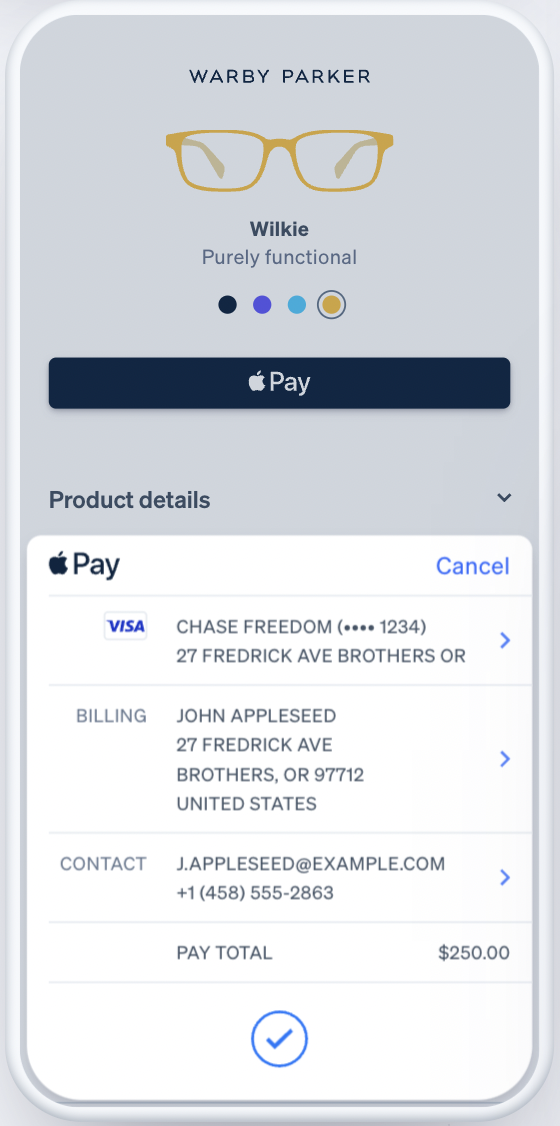 WARBY PARKER
Wilkie
Purely functional
Pay
Product details
Pay Cancel
VISA CHASE FREEDOM (•••• 1234)
27 FREDRICK AVE BROTHERS OR
BILLING JOHN APPLESEED
27 FREDRICK AVE
BROTHERS, OR 97712
UNITED STATES
CONTACT J.APPLESEED@EXAMPLE.COM
+1 (458) 555-2863
PAY TOTAL $250.00